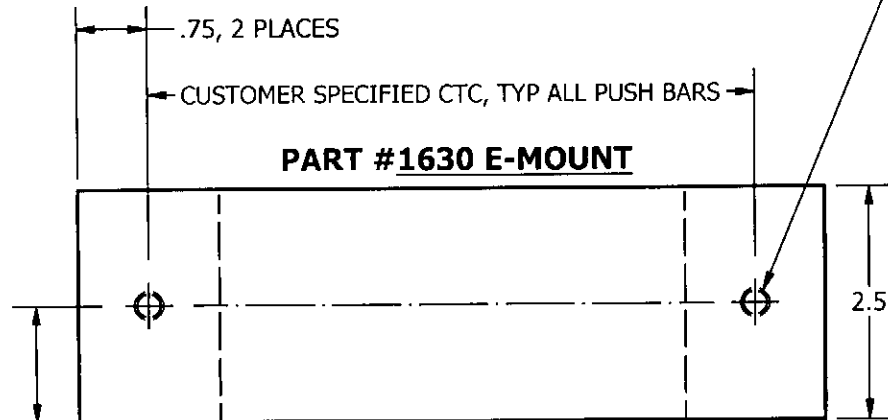 .75, 2 PLACES
CUSTOMER SPECIFIED CTC, TYP ALL PUSH BARS
PART #1630 E-MOUNT
2.5